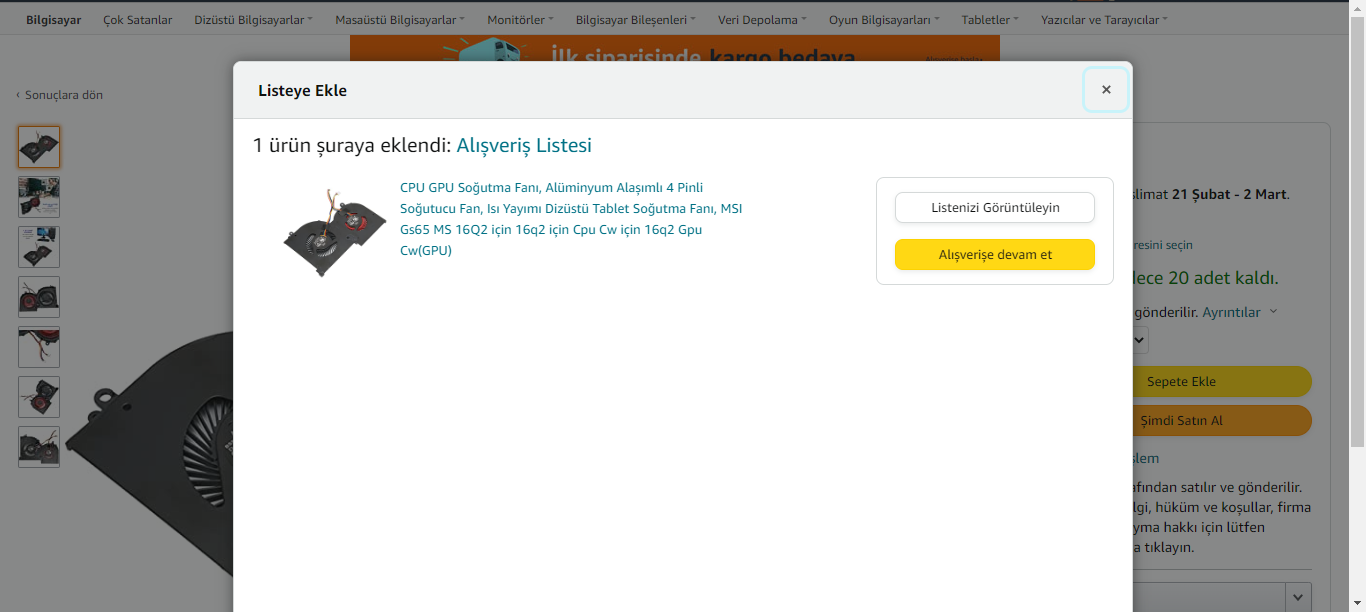 Bilgisayar Çok Satanlar Dizüstü Bilgisayarlar Masaüstü Bilgisayarlar Monitörler Bilgisayar Bileşenleri Veri Depolama Oyun Bilgisayarları Tabletler Yazıcılar ve Tarayıcılar
İlk siparişinde kargo bedava
‹ Sonuçlara dön
Listeye Ekle
×
1 ürün şuraya eklendi: Alışveriş Listesi
CPU GPU Soğutma Fanı, Alüminyum Alaşımlı 4 Pinli
Soğutucu Fan, Isı Yayımı Dizüstü Tablet Soğutma Fanı, MSI
Gs65 MS 16Q2 için 16q2 için Cpu Cw için 16q2 Gpu
Cw(GPU)
Listenizi Görüntüleyin
Alışverişe devam et
slimat 21 Şubat - 2 Mart.
resini seçin
lece 20 adet kaldı.
gönderilir. Ayrıntılar
Sepete Ekle
Şimdi Satın Al
şlem
afından satılır ve gönderilir.
lgi, hüküm ve koşullar, firma
yma hakkı için lütfen
a tıklayın.